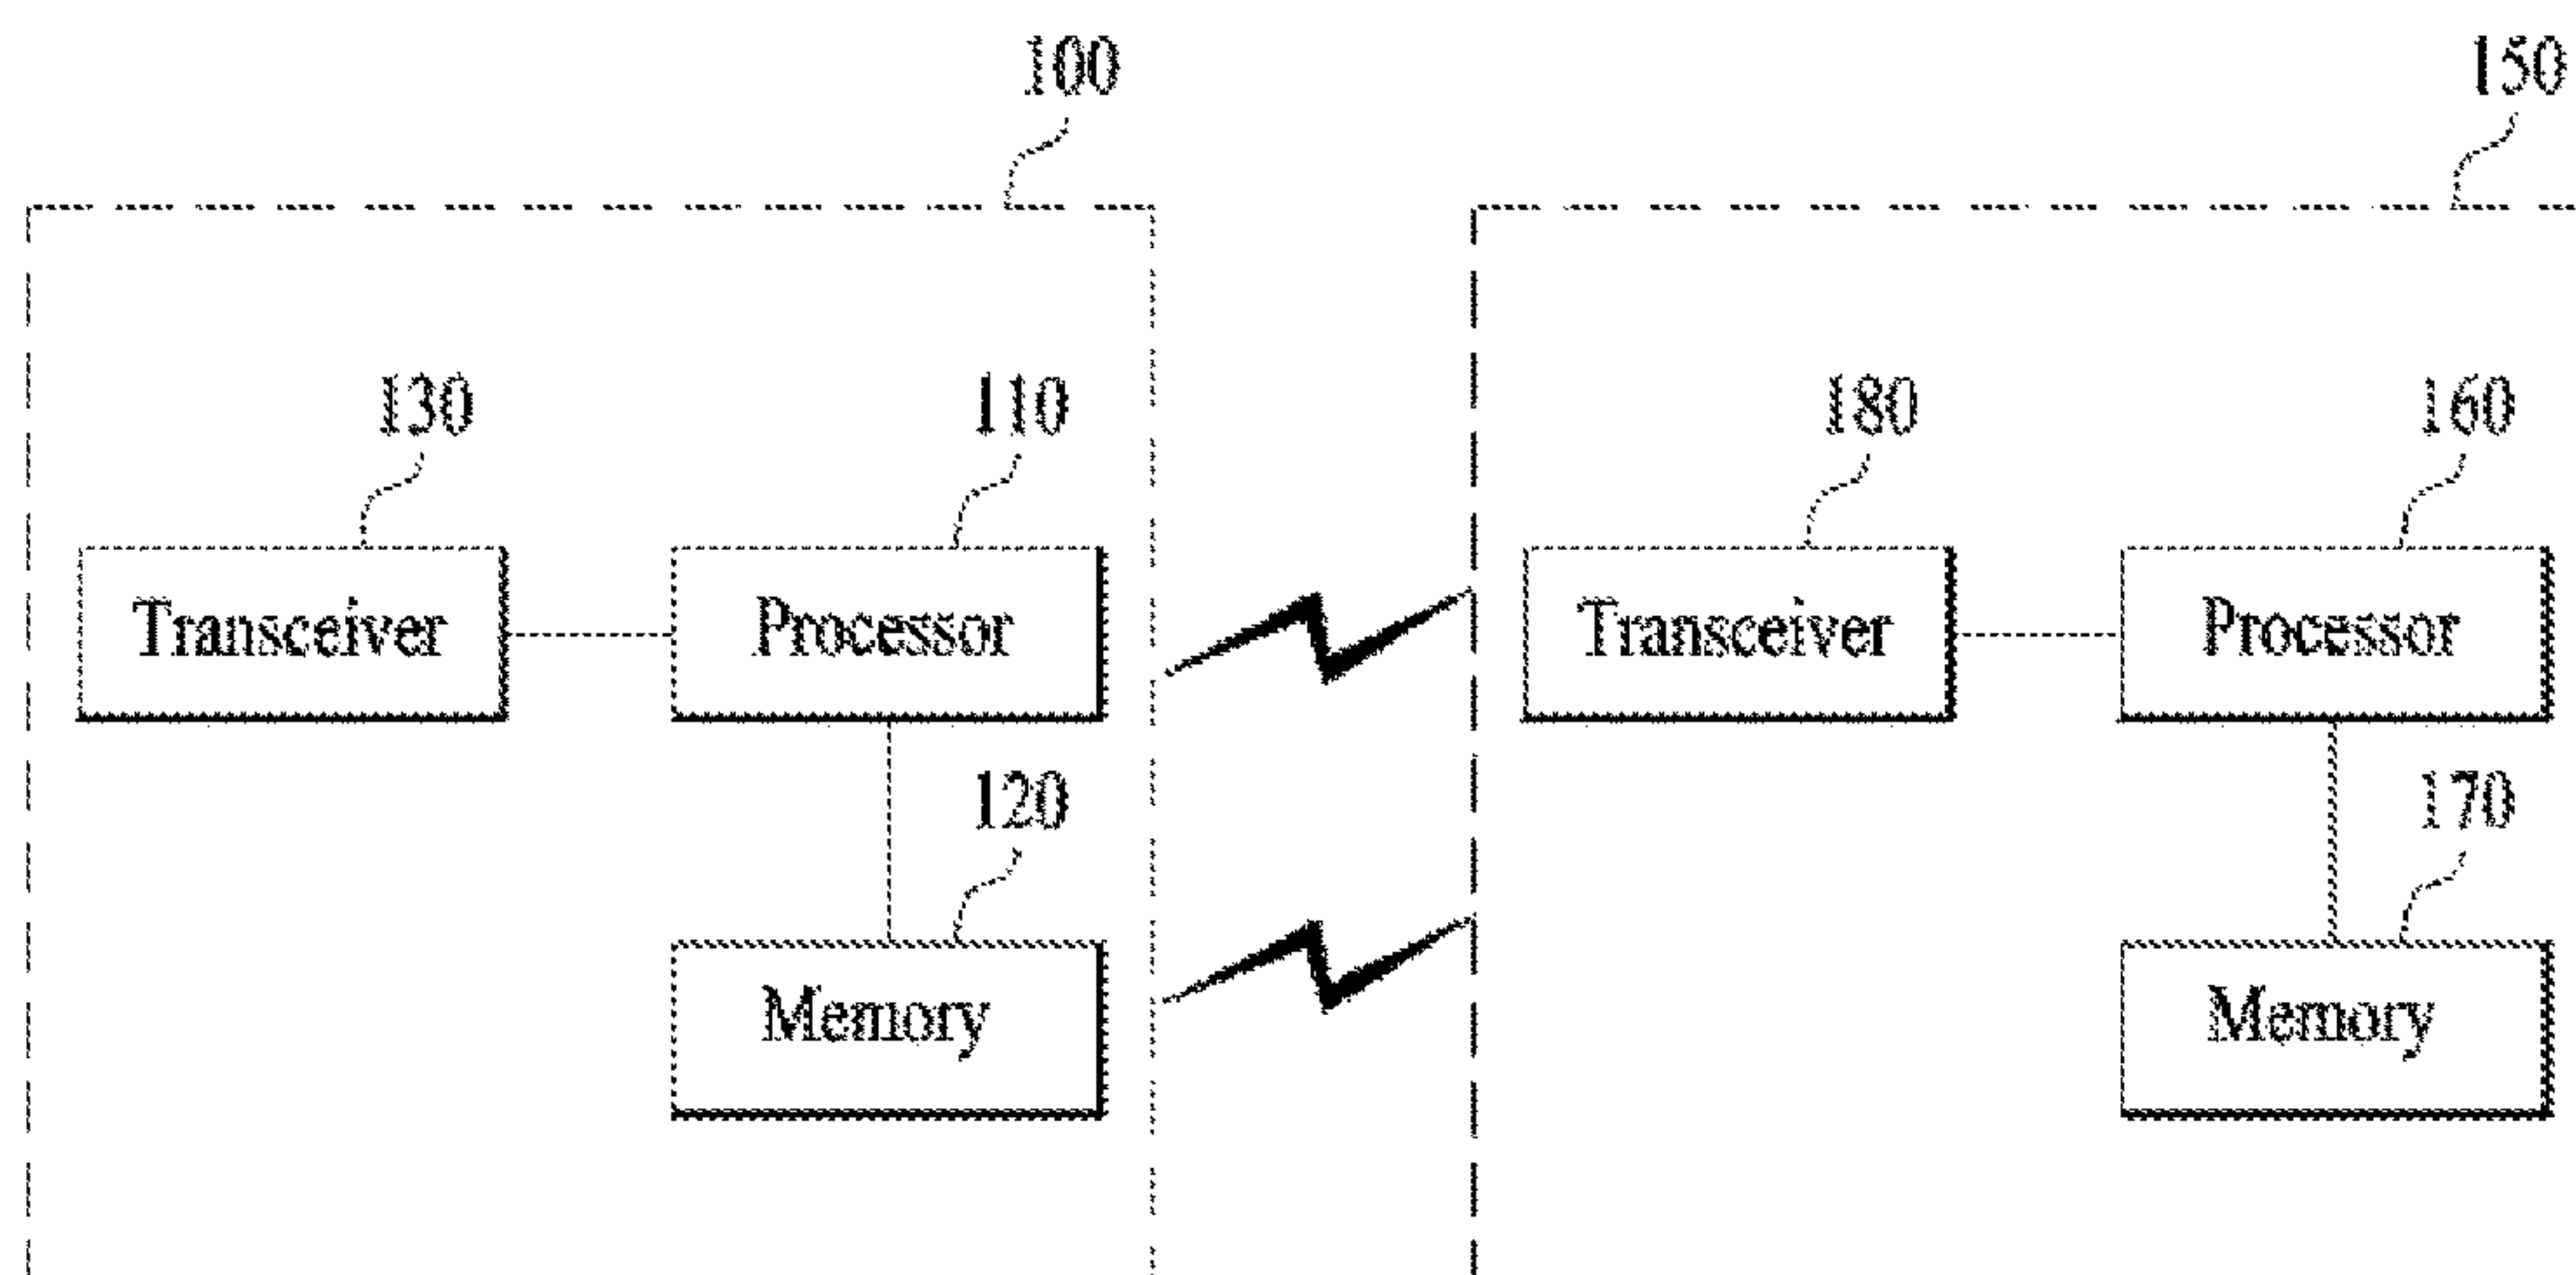 100 150
130 110 180 160
Transceiver Processor Transceiver Processor
120 170
Memory Memory